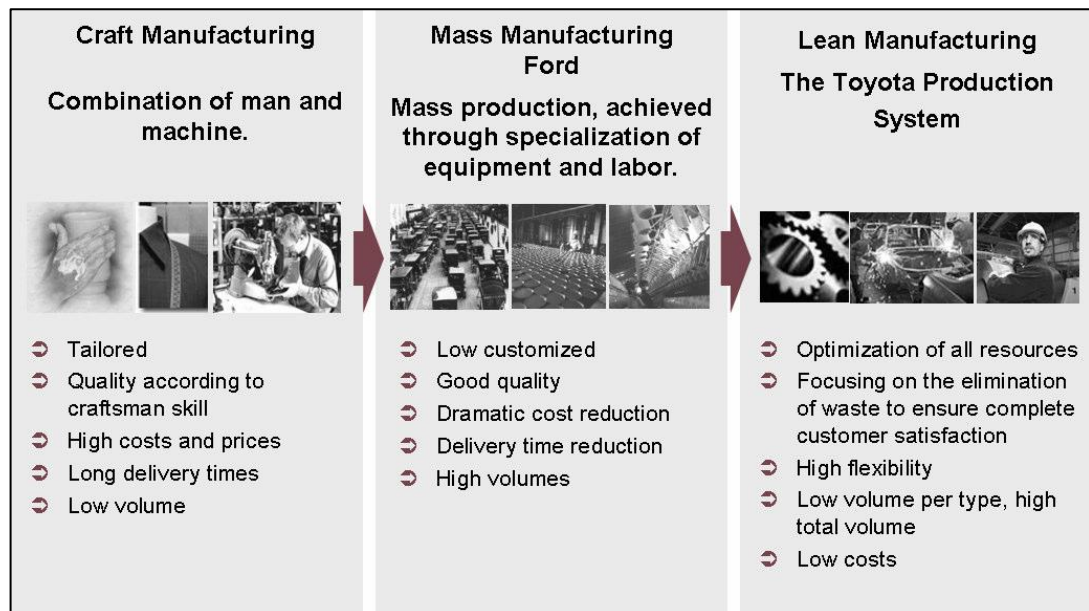 Craft Manufacturing
Combination of man and
machine.
Tailored
Quality according to
craftsman skill
High costs and prices
Long delivery times
Low volume
Mass Manufacturing
Ford
Mass production, achieved
through specialization of
equipment and labor.
Low customized
Good quality
Dramatic cost reduction
Delivery time reduction
High volumes
Lean Manufacturing
The Toyota Production
System
Optimization of all resources
Focusing on the elimination
of waste to ensure complete
customer satisfaction
High flexibility
Low volume per type, high
total volume
Low costs